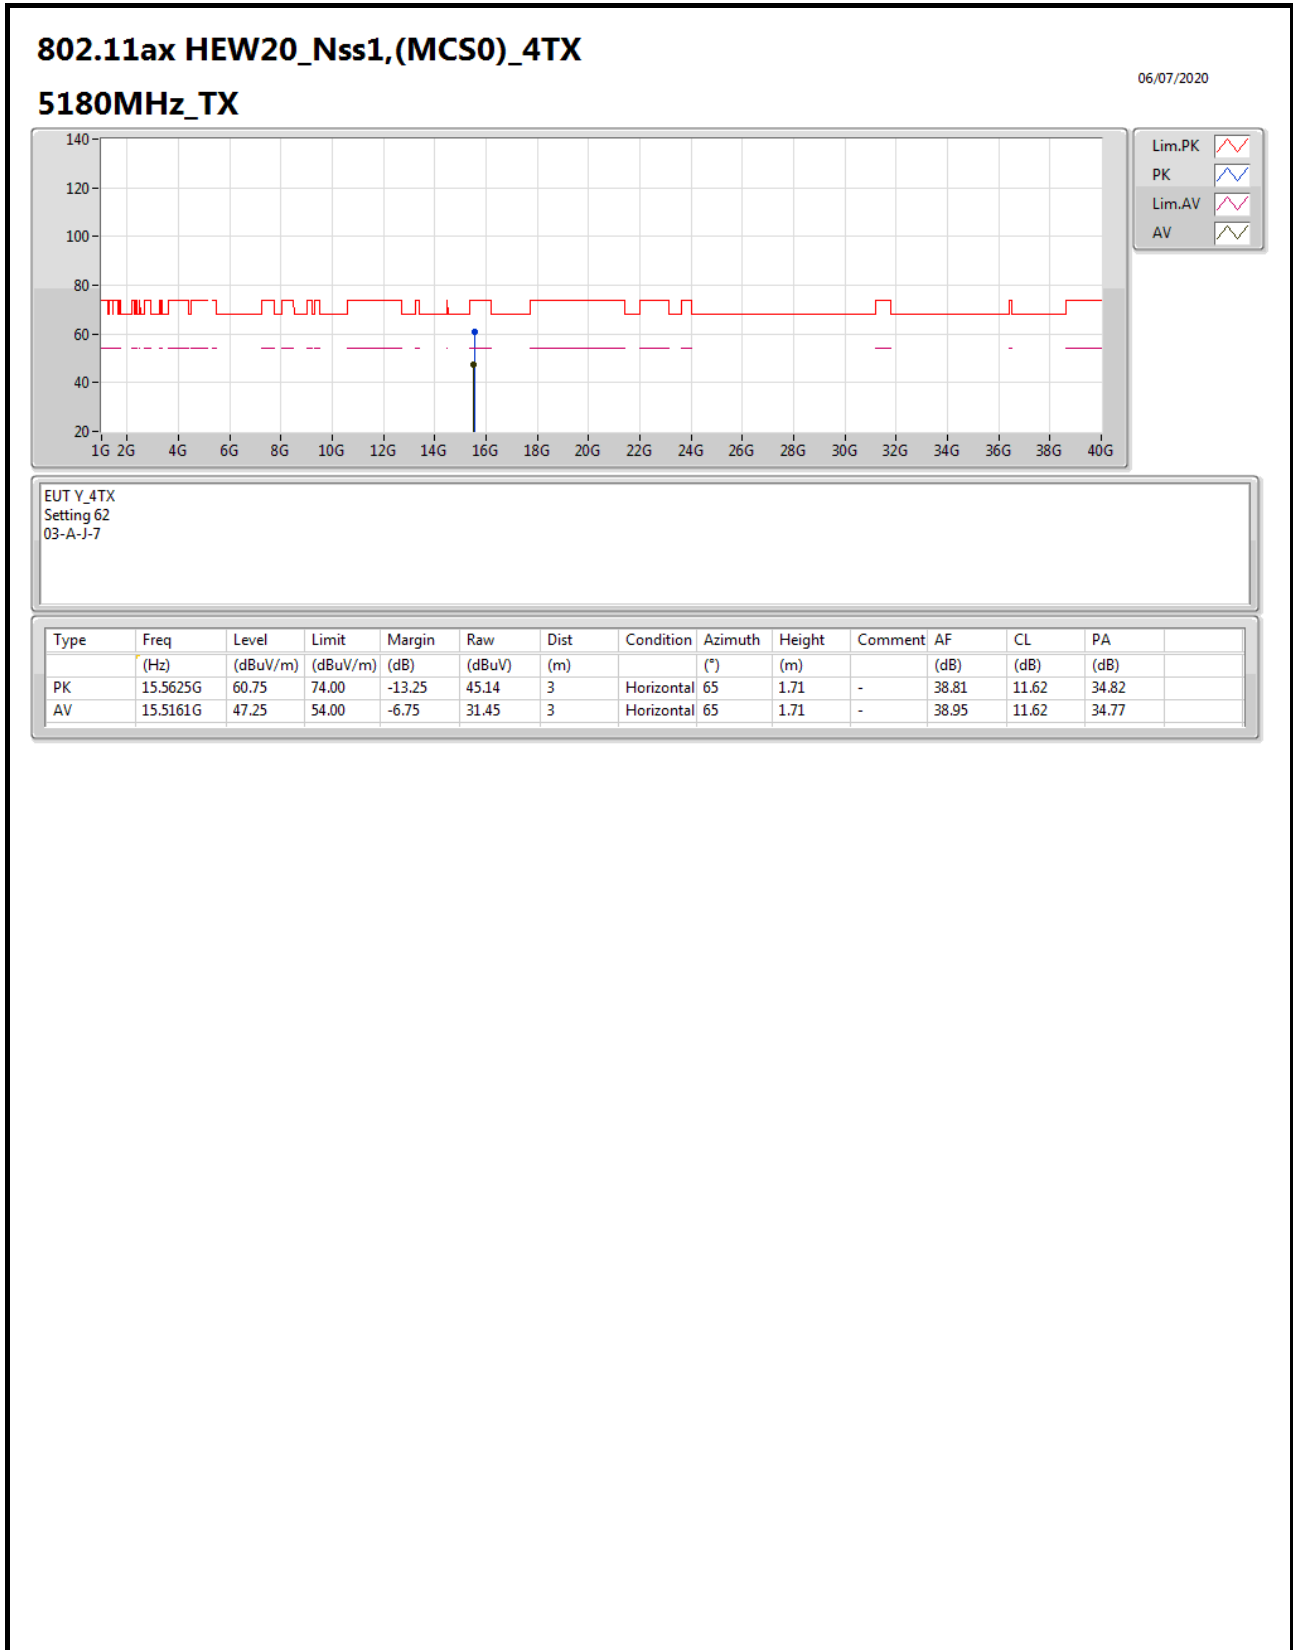 802.11ax HEW20_Nss1,(MCS0)_4TX
06/07/2020
5180MHz_TX
140
120
100
80
60
40
20
1G 2G 4G 6G 8G 10G 12G 14G 16G 18G 20G 22G 24G 26G 28G 30G 32G 34G 36G 38G 40G
Lim.PK
PK
Lim.AV
AV
EUT Y_4TX
Setting 62
03-A-J-7
Type Freq Level Limit Margin Raw Dist Condition Azimuth Height Comment AF CL PA
(Hz) (dBuV/m) (dBuV/m) (dB) (dBuV) (m) (°) (m) (dB) (dB) (dB)
PK 15.5625G 60.75 74.00 -13.25 45.14 3 Horizontal 65 1.71 - 38.81 11.62 34.82
AV 15.5161G 47.25 54.00 -6.75 31.45 3 Horizontal 65 1.71 - 38.95 11.62 34.77